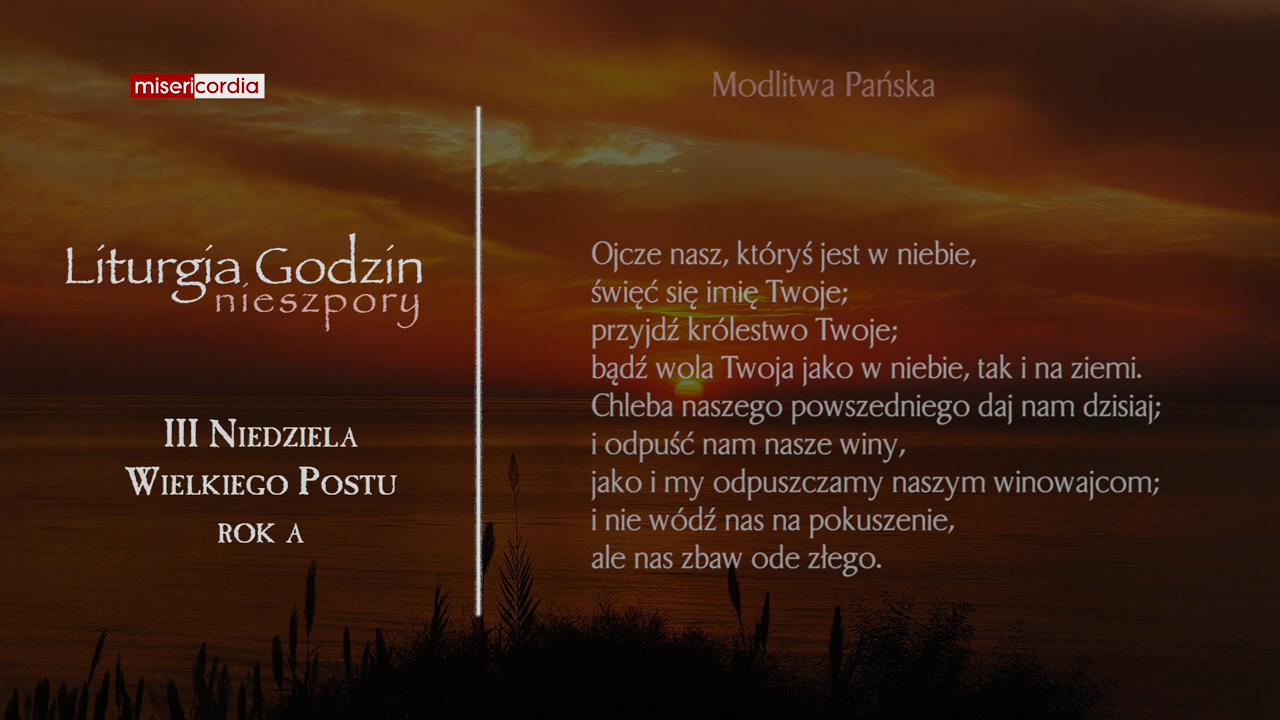 misericordia
Liturgia Godzin
nieszpory
III Niedziela
Wielkiego Postu
rok a
Modlitwa Pańska
Ojcze nasz, któryś jest w niebie,
święć się imię Twoje;
przyjdź królestwo Twoje;
bądź wola Twoja jako w niebie, tak i na ziemi.
Chleba naszego powszedniego daj nam dzisiaj;
i odpuść nam nasze winy,
jako i my odpuszczamy naszym winowajcom;
i nie wódź nas na pokuszenie,
ale nas zbaw ode złego.